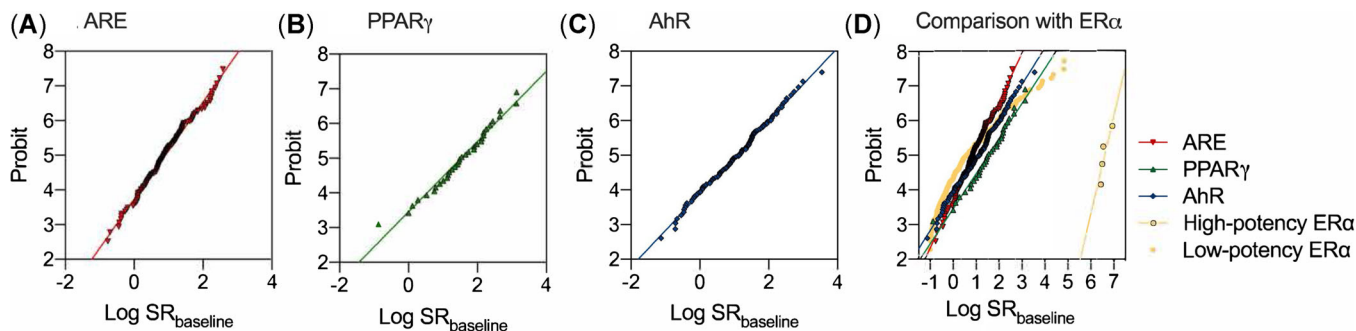 (A) ARE
8
7
6
5
4
3
2
Probit
-2 0 2 4
Log SRbaseline
(B) PPARγ
8
7
6
5
4
3
2
Probit
-2 0 2 4
Log SRbaseline
(C) AhR
8
7
6
5
4
3
2
Probit
-2 0 2 4
Log SRbaseline
(D) Comparison with ERα
8
7
6
5
4
3
2
Probit
-1 0 1 2 3 4 5 6 7
Log SRbaseline
ARE
PPARγ
AhR
High-potency ERα
Low-potency ERα